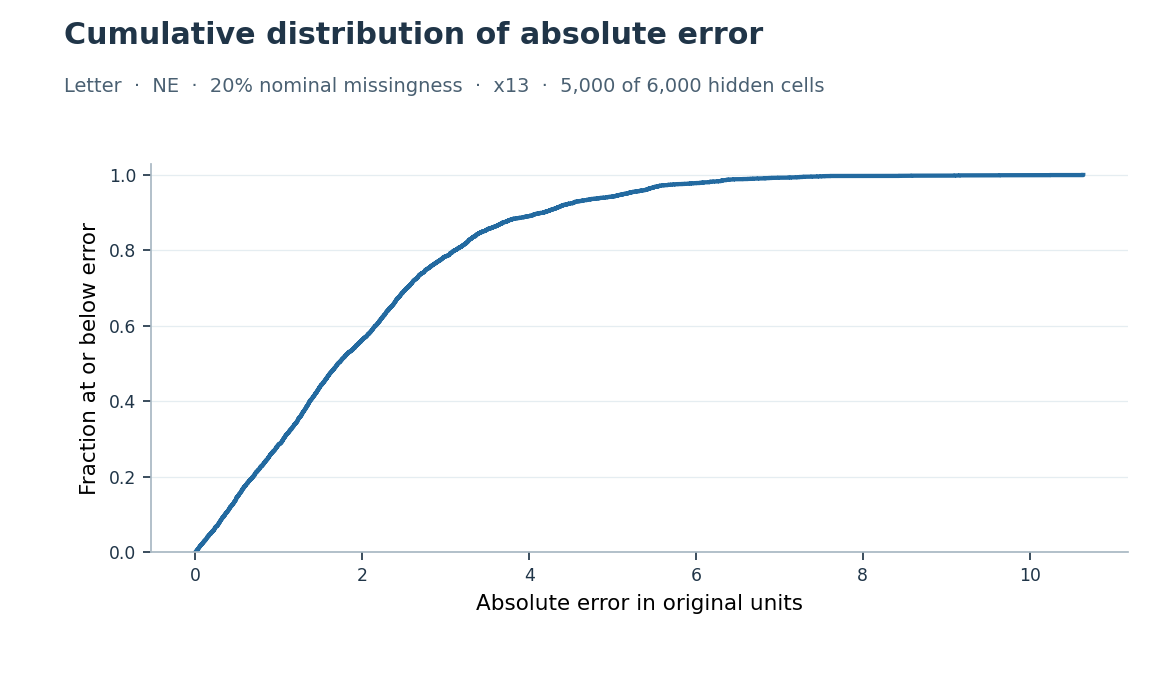 Cumulative distribution of absolute error
Letter · NE · 20% nominal missingness · x13 · 5,000 of 6,000 hidden cells
Fraction at or below error
1.0
0.8
0.6
0.4
0.2
0.0
0 2 4 6 8 10
Absolute error in original units